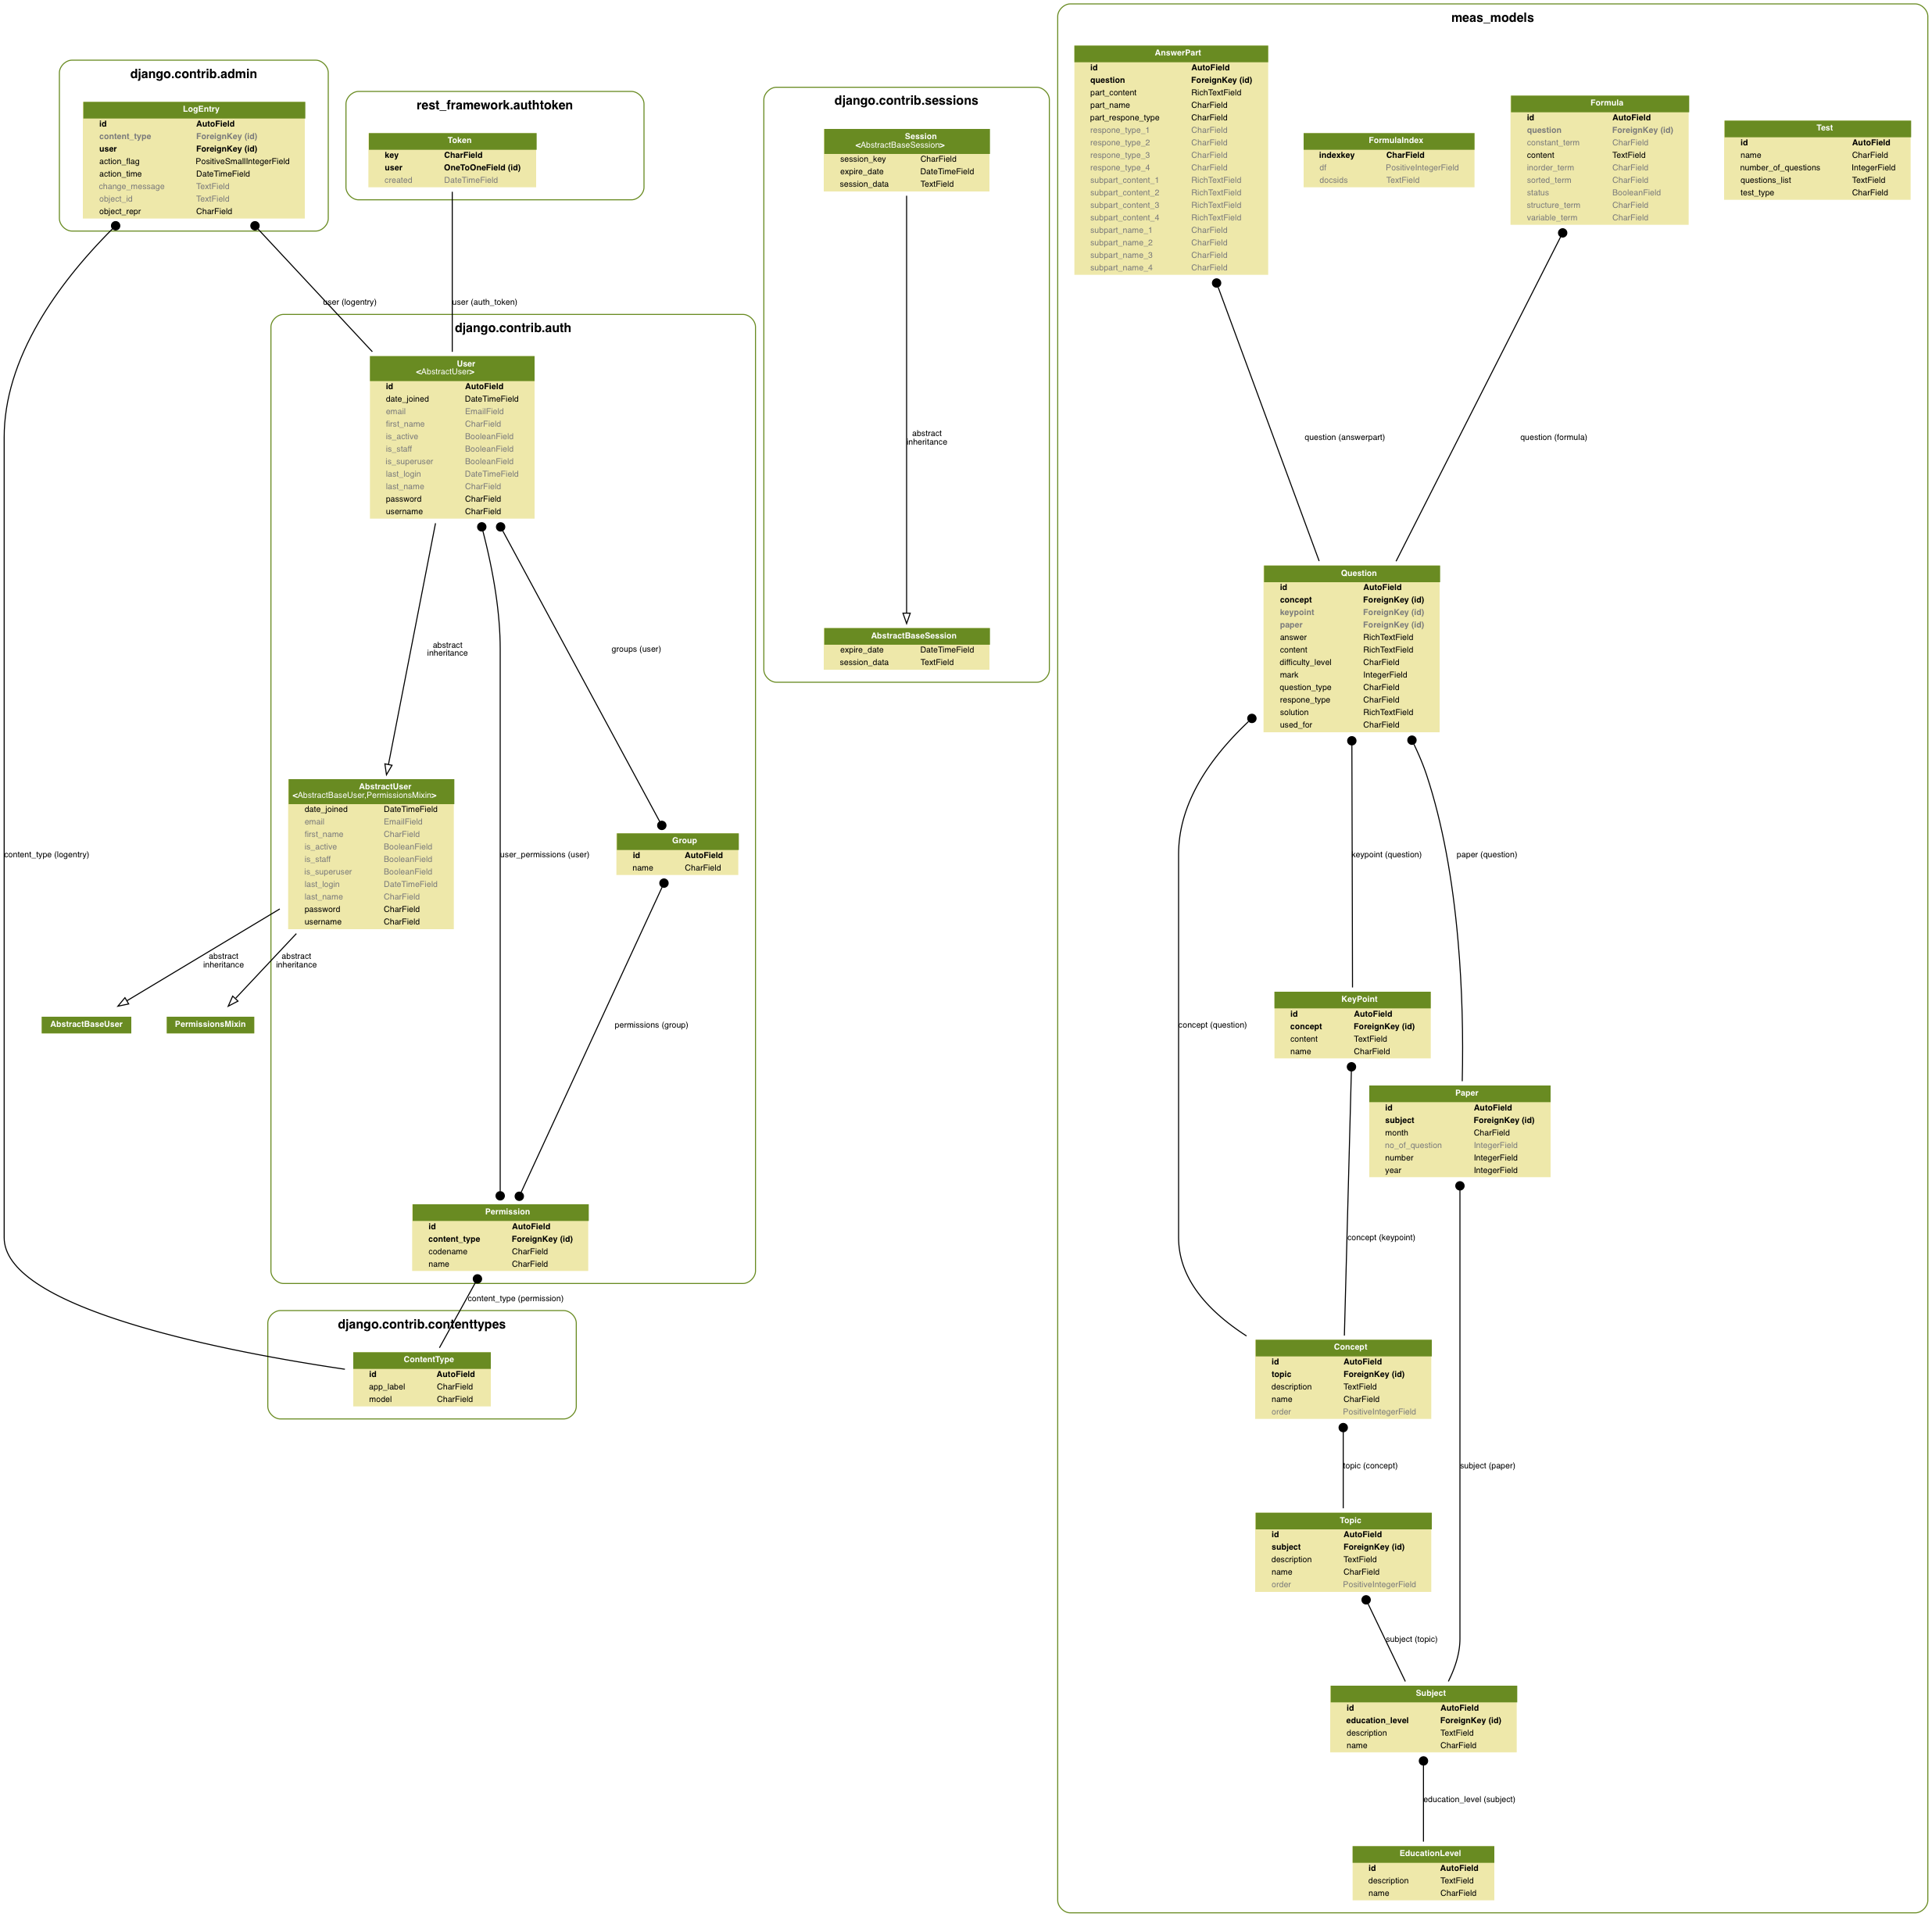 django.contrib.admin
LogEntry
id AutoField
content_type ForeignKey (id)
user ForeignKey (id)
action_flag PositiveSmallIntegerField
action_time DateTimeField
change_message TextField
object_id TextField
object_repr CharField
rest_framework.authtoken
Token
key CharField
user OneToOneField (id)
created DateTimeField
user (logentry)
user (auth_token)
django.contrib.auth
User
<AbstractUser>
id AutoField
date_joined DateTimeField
email EmailField
first_name CharField
is_active BooleanField
is_staff BooleanField
is_superuser BooleanField
last_login DateTimeField
last_name CharField
password CharField
username CharField
abstract
inheritance
groups (user)
AbstractUser
<AbstractBaseUser,PermissionsMixin>
date_joined DateTimeField
email EmailField
first_name CharField
is_active BooleanField
is_staff BooleanField
is_superuser BooleanField
last_login DateTimeField
last_name CharField
password CharField
username CharField
content_type (logentry)
user_permissions (user)
Group
id AutoField
name CharField
abstract
inheritance
abstract
inheritance
AbstractBaseUser
PermissionsMixin
permissions (group)
Permission
id AutoField
content_type ForeignKey (id)
codename CharField
name CharField
content_type (permission)
django.contrib.contenttypes
ContentType
id AutoField
app_label CharField
model CharField
django.contrib.sessions
Session
<AbstractBaseSession>
session_key CharField
expire_date DateTimeField
session_data TextField
abstract
inheritance
AbstractBaseSession
expire_date DateTimeField
session_data TextField
meas_models
AnswerPart
id AutoField
question ForeignKey (id)
part_content RichTextField
part_name CharField
part_respone_type CharField
respone_type_1 CharField
respone_type_2 CharField
respone_type_3 CharField
respone_type_4 CharField
subpart_content_1 RichTextField
subpart_content_2 RichTextField
subpart_content_3 RichTextField
subpart_content_4 RichTextField
subpart_name_1 CharField
subpart_name_2 CharField
subpart_name_3 CharField
subpart_name_4 CharField
FormulaIndex
indexkey CharField
df PositiveIntegerField
docsids TextField
Formula
id AutoField
question ForeignKey (id)
constant_term CharField
content TextField
inorder_term CharField
sorted_term CharField
status BooleanField
structure_term CharField
variable_term CharField
Test
id AutoField
name CharField
number_of_questions IntegerField
questions_list TextField
test_type CharField
question (answerpart)
question (formula)
Question
id AutoField
concept ForeignKey (id)
keypoint ForeignKey (id)
paper ForeignKey (id)
answer RichTextField
content RichTextField
difficulty_level CharField
mark IntegerField
question_type CharField
respone_type CharField
solution RichTextField
used_for CharField
keypoint (question)
paper (question)
concept (question)
KeyPoint
id AutoField
concept ForeignKey (id)
content TextField
name CharField
Paper
id AutoField
subject ForeignKey (id)
month CharField
no_of_question IntegerField
number IntegerField
year IntegerField
concept (keypoint)
Concept
id AutoField
topic ForeignKey (id)
description TextField
name CharField
order PositiveIntegerField
topic (concept)
subject (paper)
Topic
id AutoField
subject ForeignKey (id)
description TextField
name CharField
order PositiveIntegerField
subject (topic)
Subject
id AutoField
education_level ForeignKey (id)
description TextField
name CharField
education_level (subject)
EducationLevel
id AutoField
description TextField
name CharField